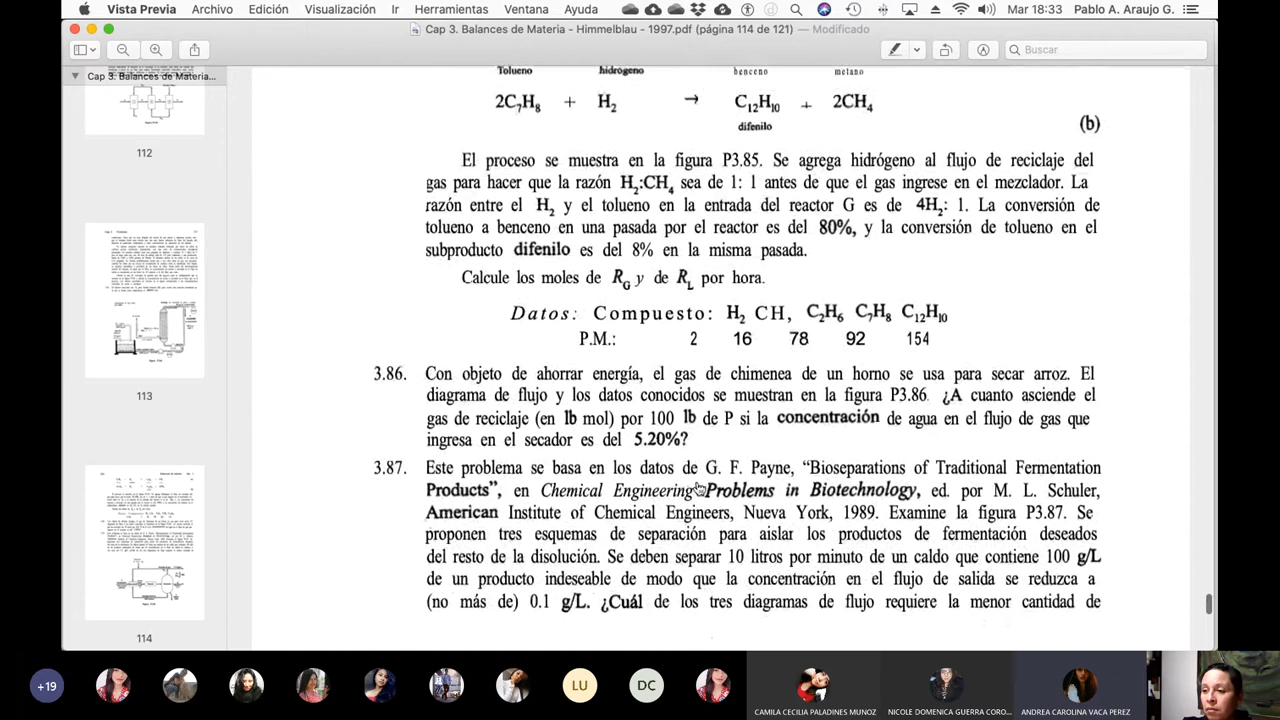 Vista Previa Archivo Edición Visualización Ir Herramientas Ventana Ayuda Mar 18:33 Pablo A. Araujo G.
Cap 3. Balances de Materia - Himmelblau - 1997.pdf (página 114 de 121) — Modificado
Buscar
Cap 3. Balances de Materia...
112
113
114
Tolueno hidrógeno benceno metano
2C7H8 + H2 → C12H10 + 2CH4
difenilo
(b)
El proceso se muestra en la figura P3.85. Se agrega hidrógeno al flujo de reciclaje del
gas para hacer que la razón H2:CH4 sea de 1: 1 antes de que el gas ingrese en el mezclador. La
razón entre el H2 y el tolueno en la entrada del reactor G es de 4H2: 1. La conversión de
tolueno a benceno en una pasada por el reactor es del 80%, y la conversión de tolueno en el
subproducto difenilo es del 8% en la misma pasada.
Calcule los moles de RG y de RL por hora.
Datos: Compuesto: H2 CH, C2H6 C7H8 C12H10
P.M.: 2 16 78 92 154
3.86. Con objeto de ahorrar energía, el gas de chimenea de un horno se usa para secar arroz. El
diagrama de flujo y los datos conocidos se muestran en la figura P3.86. ¿A cuanto asciende el
gas de reciclaje (en lb mol) por 100 lb de P si la concentración de agua en el flujo de gas que
ingresa en el secador es del 5.20%?
3.87. Este problema se basa en los datos de G. F. Payne, “Bioseparations of Traditional Fermentation
Products”, en Chemical Engineering Problems in Biotechnology, ed. por M. L. Schuler,
American Institute of Chemical Engineers, Nueva York. 1989. Examine la figura P3.87. Se
proponen tres esquemas de separación para aislar los productos de fermentación deseados
del resto de la disolución. Se deben separar 10 litros por minuto de un caldo que contiene 100 g/L
de un producto indeseable de modo que la concentración en el flujo de salida se reduzca a
(no más de) 0.1 g/L. ¿Cuál de los tres diagramas de flujo requiere la menor cantidad de
+19
LU
DC
CAMILA CECILIA PALADINES MUNOZ
NICOLE DOMENICA GUERRA CORO...
ANDREA CAROLINA VACA PEREZ